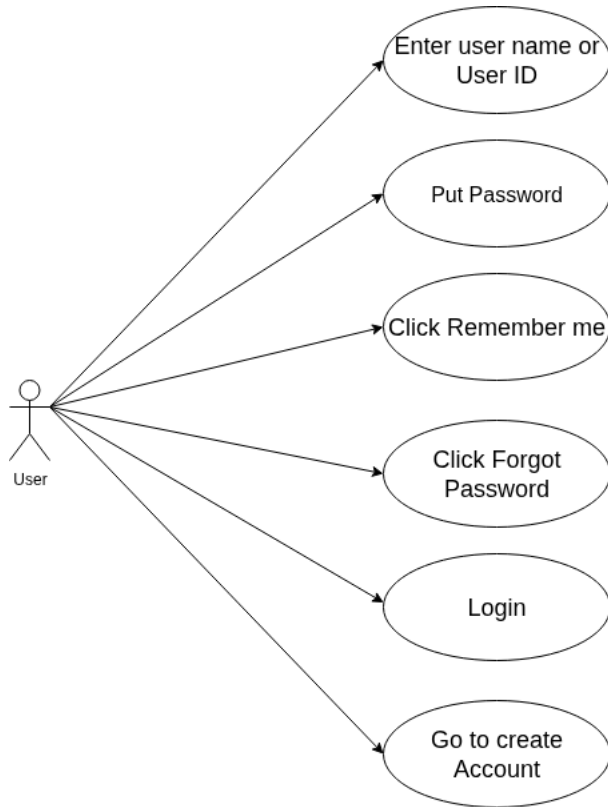 Enter user name or
User ID
Put Password
Click Remember me
User
Click Forgot
Password
Login
Go to create
Account